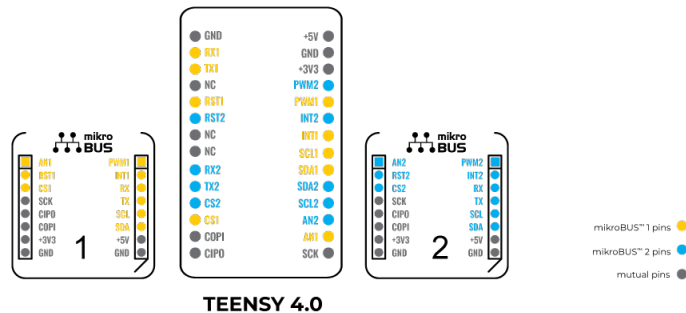 GND +5V
RX1 GND
TX1 +3V3
NC PWM2
RST1 PWM1
RST2 INT2
NC INT1
NC SCL1
RX2 SDA1
TX2 SDA2
CS2 SCL2
CS1 AN2
COPI AN1
CIPO SCK
TEENSY 4.0
mikro
BUS
AN1 PWM1
RST1 INT1
CS1 RX
SCK TX
CIPO SCL
COPI SDA
+3V3 +5V
GND GND
1
mikro
BUS
AN2 PWM2
RST2 INT2
CS2 RX
SCK TX
CIPO SCL
COPI SDA
+3V3 +5V
GND GND
2
mikroBUS™ 1 pins
mikroBUS™ 2 pins
mutual pins